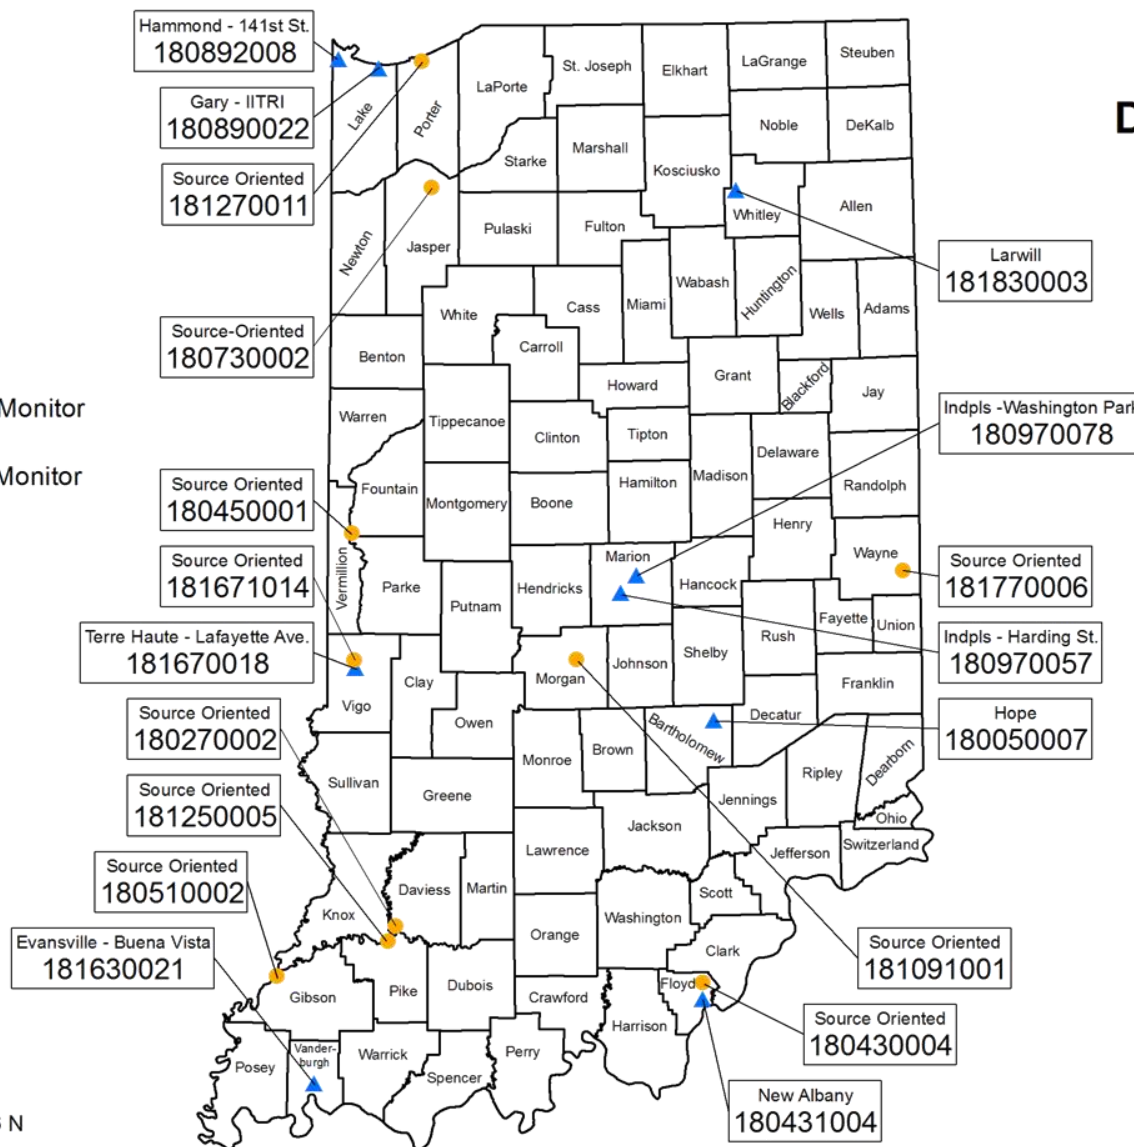 Hammond - 141st St.
180892008
Gary - IITRI
180890022
Source Oriented
181270011
Source-Oriented
180730002
Monitor
Monitor
Source Oriented
180450001
Source Oriented
181671014
Terre Haute - Lafayette Ave.
181670018
Source Oriented
180270002
Source Oriented
181250005
Source Oriented
180510002
Evansville - Buena Vista
181630021
N
D
Larwill
181830003
Indpls -Washington Park
180970078
Source Oriented
181770006
Indpls - Harding St.
180970057
Hope
180050007
Source Oriented
181091001
Source Oriented
180430004
New Albany
180431004
Lake
Porter
LaPorte
St. Joseph
Elkhart
LaGrange
Steuben
Noble
DeKalb
Starke
Marshall
Kosciusko
Whitley
Allen
Newton
Jasper
Pulaski
Fulton
Wabash
Huntington
Wells
Adams
White
Cass
Miami
Benton
Carroll
Howard
Grant
Blackford
Jay
Warren
Tippecanoe
Clinton
Tipton
Madison
Delaware
Randolph
Fountain
Montgomery
Boone
Hamilton
Henry
Wayne
Vermillion
Parke
Putnam
Hendricks
Marion
Hancock
Rush
Fayette
Union
Vigo
Clay
Owen
Morgan
Johnson
Shelby
Decatur
Franklin
Sullivan
Greene
Monroe
Brown
Bartholomew
Jennings
Ripley
Dearborn
Ohio
Switzerland
Jefferson
Jackson
Lawrence
Knox
Daviess
Martin
Orange
Washington
Scott
Clark
Floyd
Gibson
Pike
Dubois
Crawford
Harrison
Posey
Vander-
burgh
Warrick
Spencer
Perry